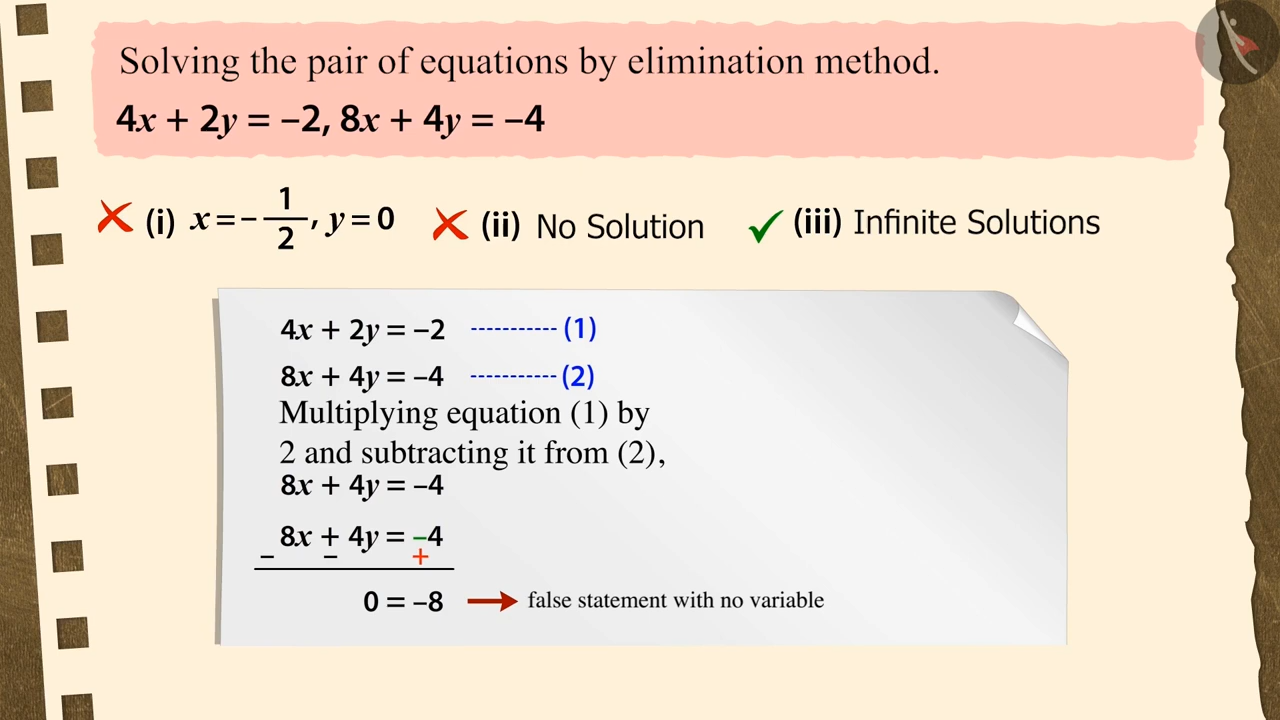 Solving the pair of equations by elimination method.
4x + 2y = –2, 8x + 4y = –4
(i) x = – 1/2, y = 0 (ii) No Solution (iii) Infinite Solutions
4x + 2y = –2 ----------- (1)
8x + 4y = –4 ----------- (2)
Multiplying equation (1) by
2 and subtracting it from (2),
8x + 4y = –4
8x + 4y = –4
– – +
0 = –8 → false statement with no variable